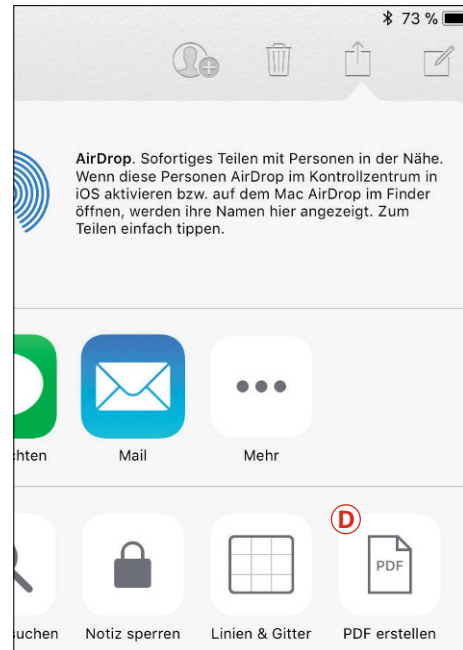 73 %
AirDrop. Sofortiges Teilen mit Personen in der Nähe.
Wenn diese Personen AirDrop im Kontrollzentrum in
iOS aktivieren bzw. auf dem Mac AirDrop im Finder
öffnen, werden ihre Namen hier angezeigt. Zum
Teilen einfach tippen.
hten Mail Mehr
D
PDF
suchen Notiz sperren Linien & Gitter PDF erstellen